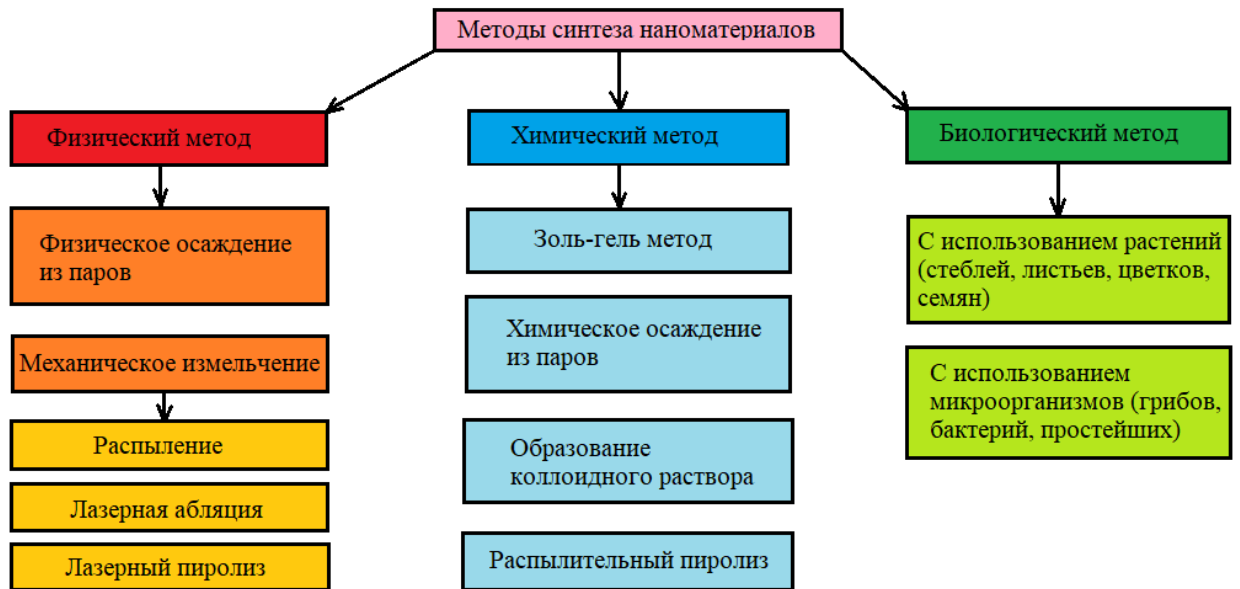 Методы синтеза наноматериалов
Физический метод
Химический метод
Биологический метод
Физическое осаждение
из паров
Механическое измельчение
Распыление
Лазерная абляция
Лазерный пиролиз
Золь-гель метод
Химическое осаждение
из паров
Образование
коллоидного раствора
Распылительный пиролиз
С использованием растений
(стеблей, листьев, цветков,
семян)
С использованием
микроорганизмов (грибов,
бактерий, простейших)